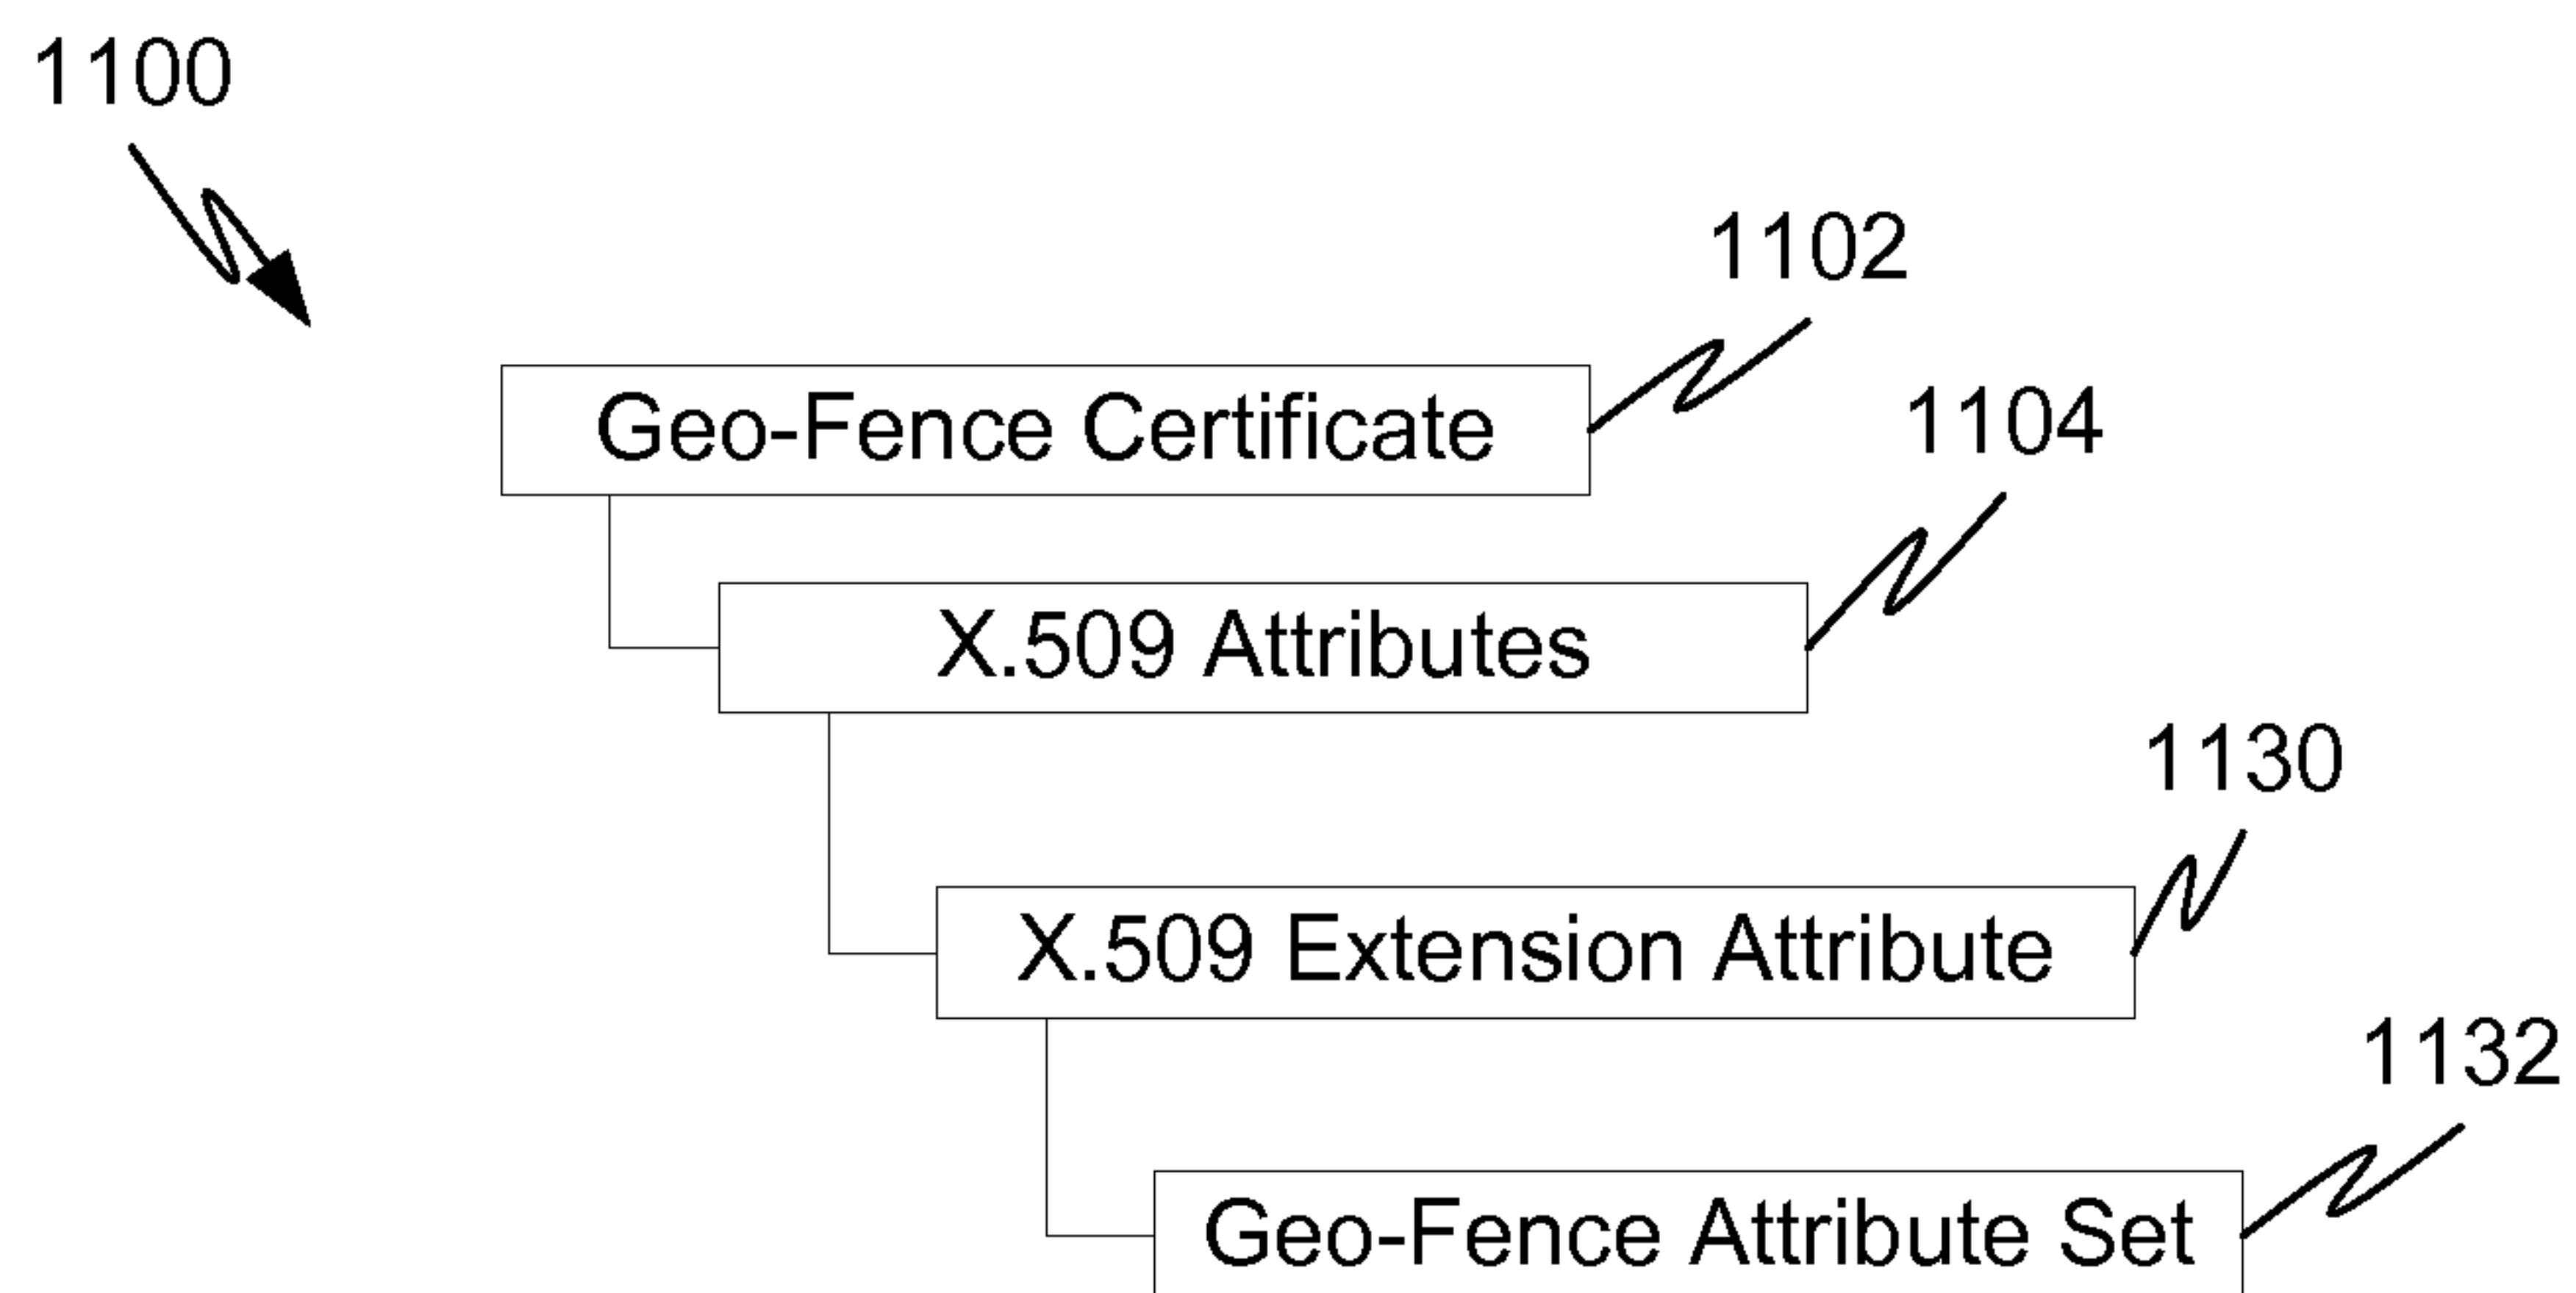 1100
1102
Geo-Fence Certificate
1104
X.509 Attributes
1130
X.509 Extension Attribute
1132
Geo-Fence Attribute Set